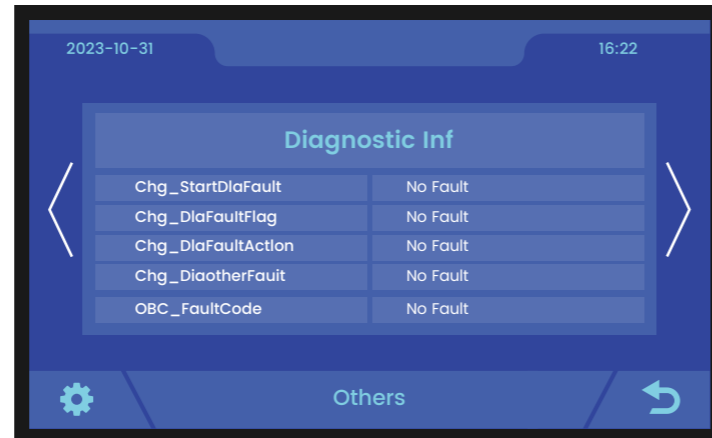 2023-10-31 16:22
Diagnostic Inf
Chg_StartDlaFault No Fault
Chg_DlaFaultFlag No Fault
Chg_DlaFaultActlon No Fault
Chg_DiaotherFauit No Fault
OBC_FaultCode No Fault
Others